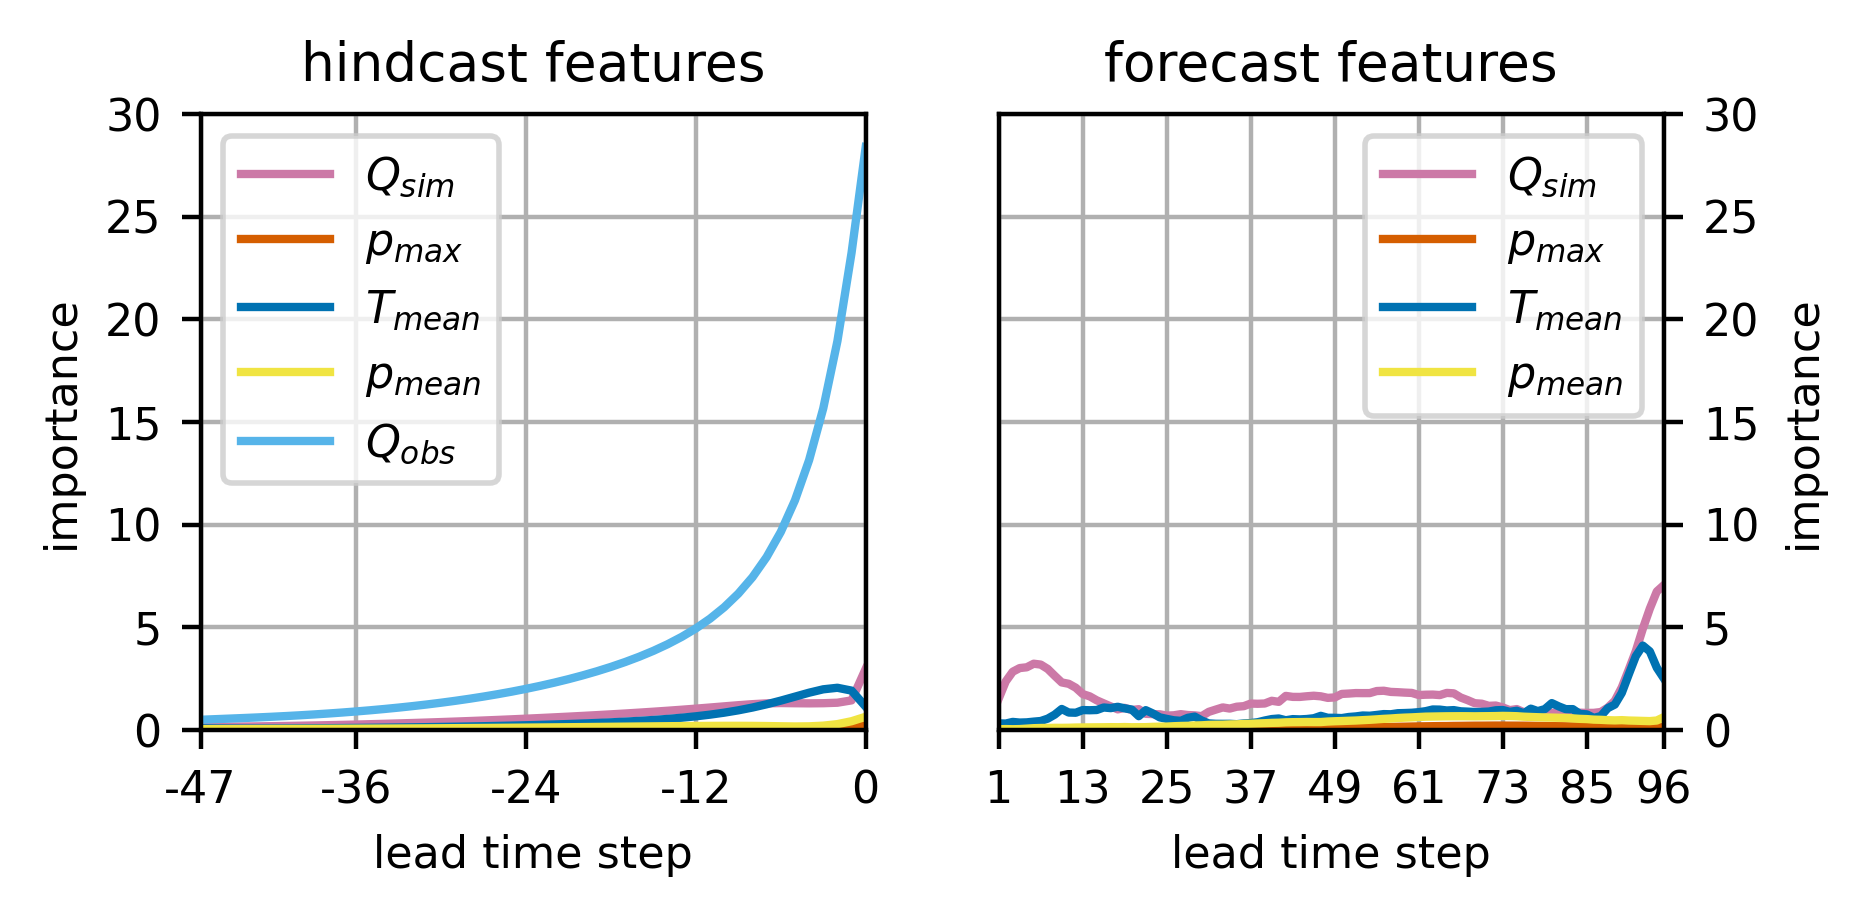 hindcast features
30
25
20
15
10
5
0
importance
Q_sim
p_max
T_mean
p_mean
Q_obs
-47 -36 -24 -12 0
lead time step
forecast features
Q_sim
p_max
T_mean
p_mean
30
25
20
15
10
5
0
importance
1 13 25 37 49 61 73 85 96
lead time step